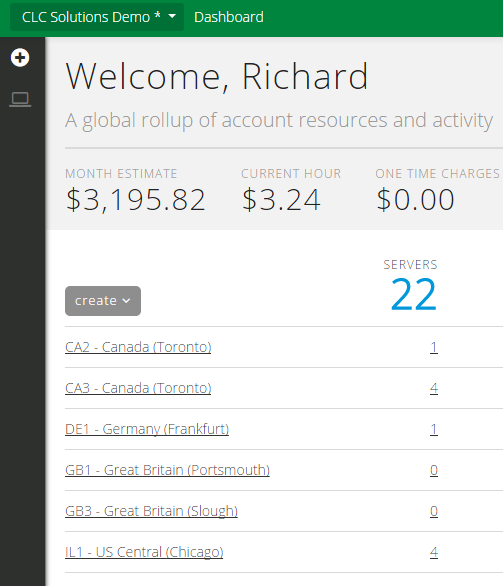 CLC Solutions Demo * Dashboard
Welcome, Richard
A global rollup of account resources and activity
MONTH ESTIMATE CURRENT HOUR ONE TIME CHARGES
$3,195.82 $3.24 $0.00
SERVERS
create 22
CA2 - Canada (Toronto) 1
CA3 - Canada (Toronto) 4
DE1 - Germany (Frankfurt) 1
GB1 - Great Britain (Portsmouth) 0
GB3 - Great Britain (Slough) 0
IL1 - US Central (Chicago) 4